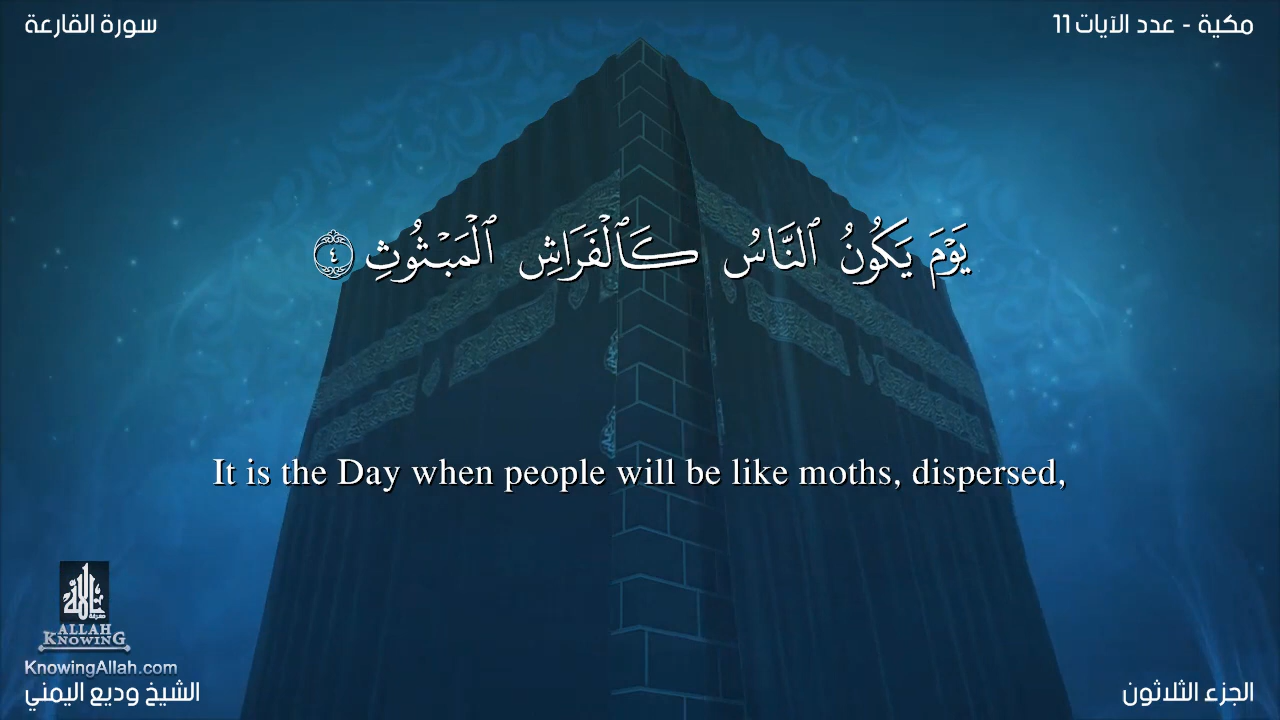 مكية - عدد الآيات 11
سورة القارعة
يَوْمَ يَكُونُ ٱلنَّاسُ كَٱلْفَرَاشِ ٱلْمَبْثُوثِ ٤
It is the Day when people will be like moths, dispersed,
ALLAH
KNOWING
KnowingAllah.com
الشيخ وديع اليمني
الجزء الثلاثون